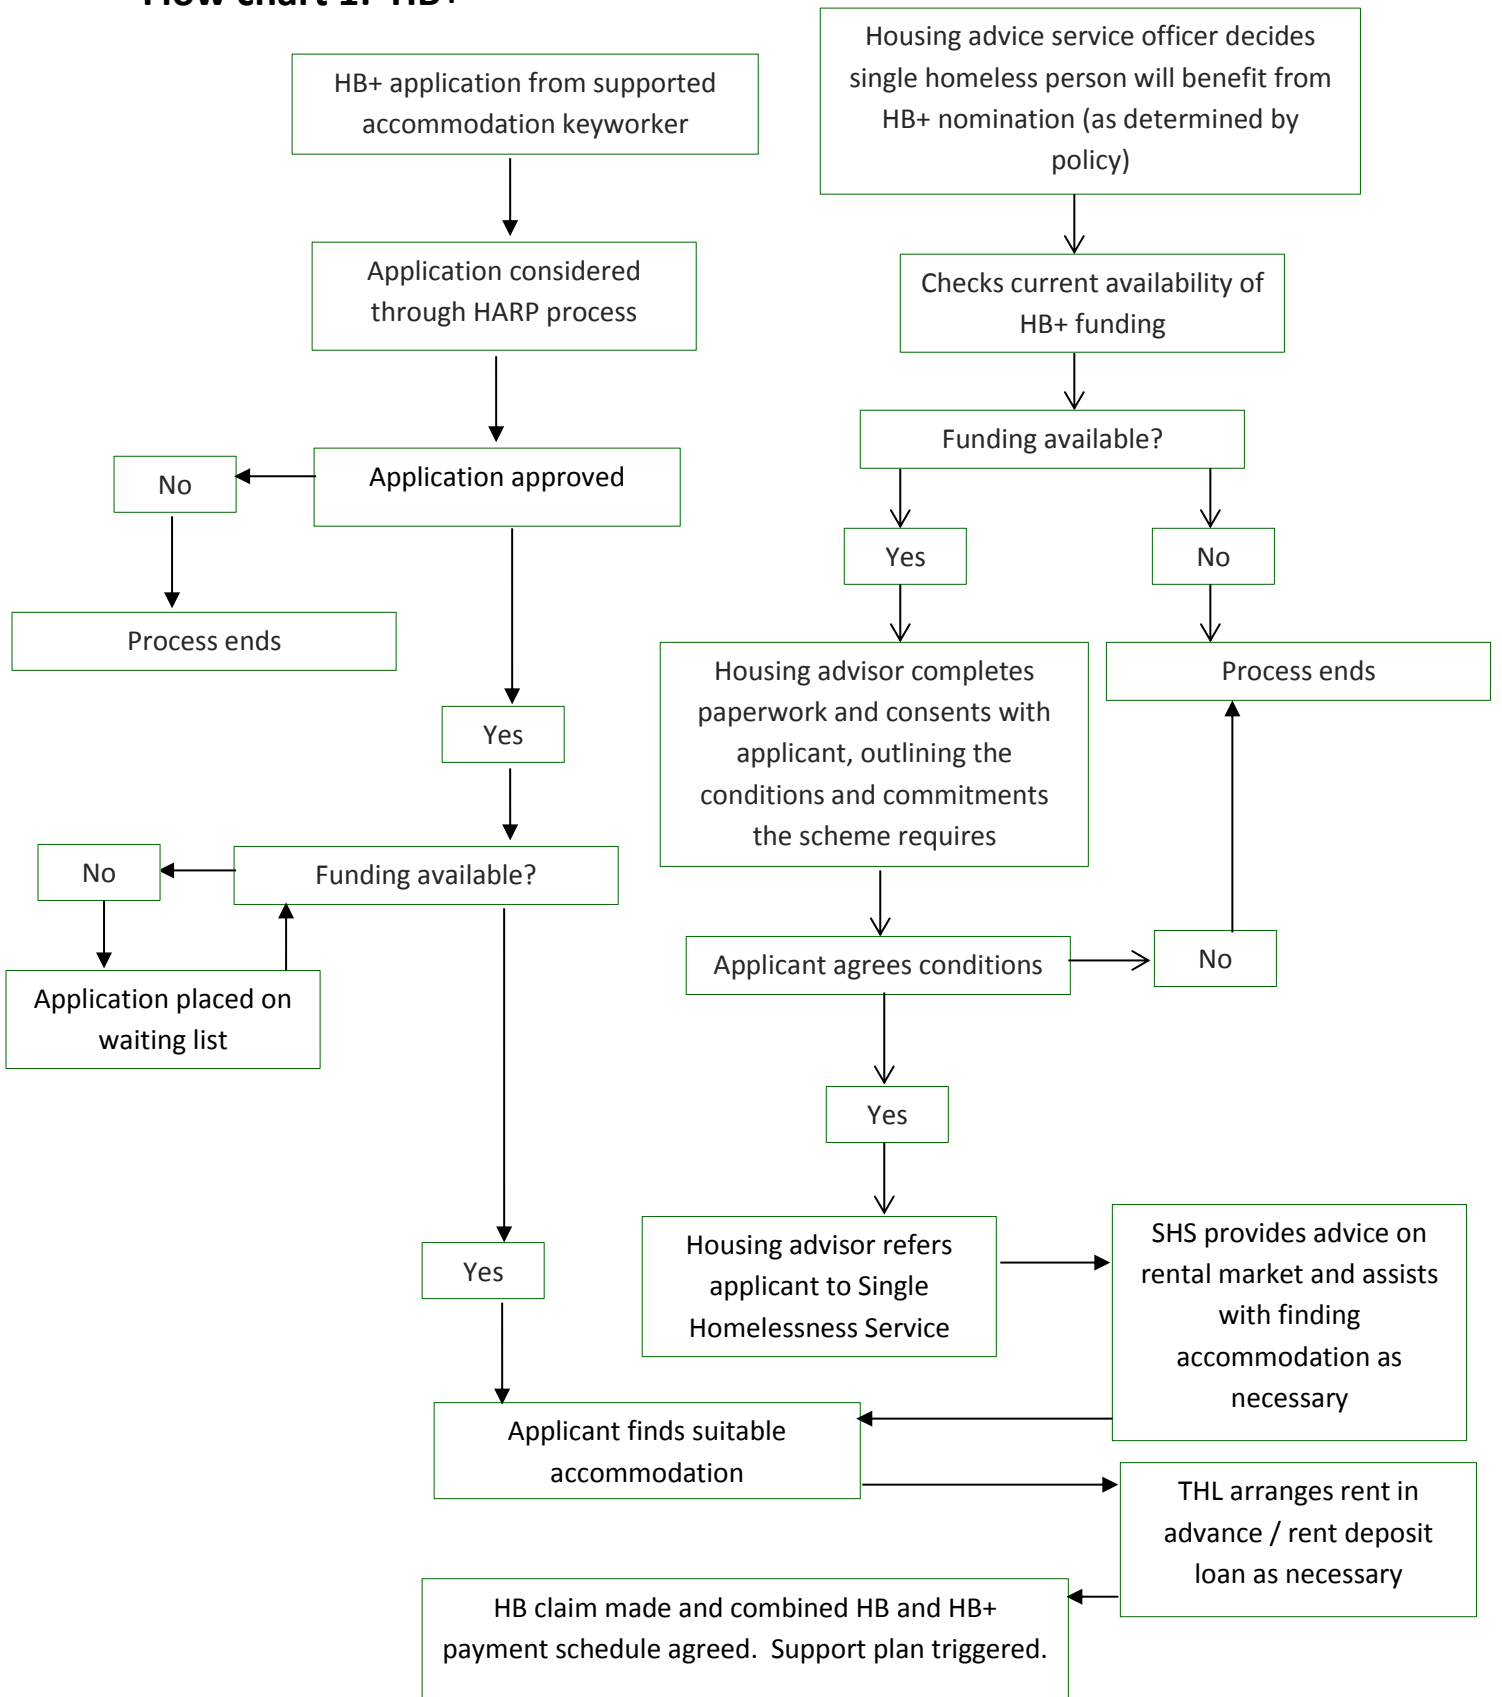 Flow chart 1: HB+
HB+ application from supported
accommodation keyworker
Application considered
through HARP process
Application approved
No
Process ends
Yes
Funding available?
No
Application placed on
waiting list
Yes
Housing advice service officer decides
single homeless person will benefit from
HB+ nomination (as determined by
policy)
Checks current availability of
HB+ funding
Funding available?
Yes
No
Process ends
Housing advisor completes
paperwork and consents with
applicant, outlining the
conditions and commitments
the scheme requires
Applicant agrees conditions
No
Yes
Housing advisor refers
applicant to Single
Homelessness Service
SHS provides advice on
rental market and assists
with finding
accommodation as
necessary
Applicant finds suitable
accommodation
THL arranges rent in
advance / rent deposit
loan as necessary
HB claim made and combined HB and HB+
payment schedule agreed.  Support plan triggered.